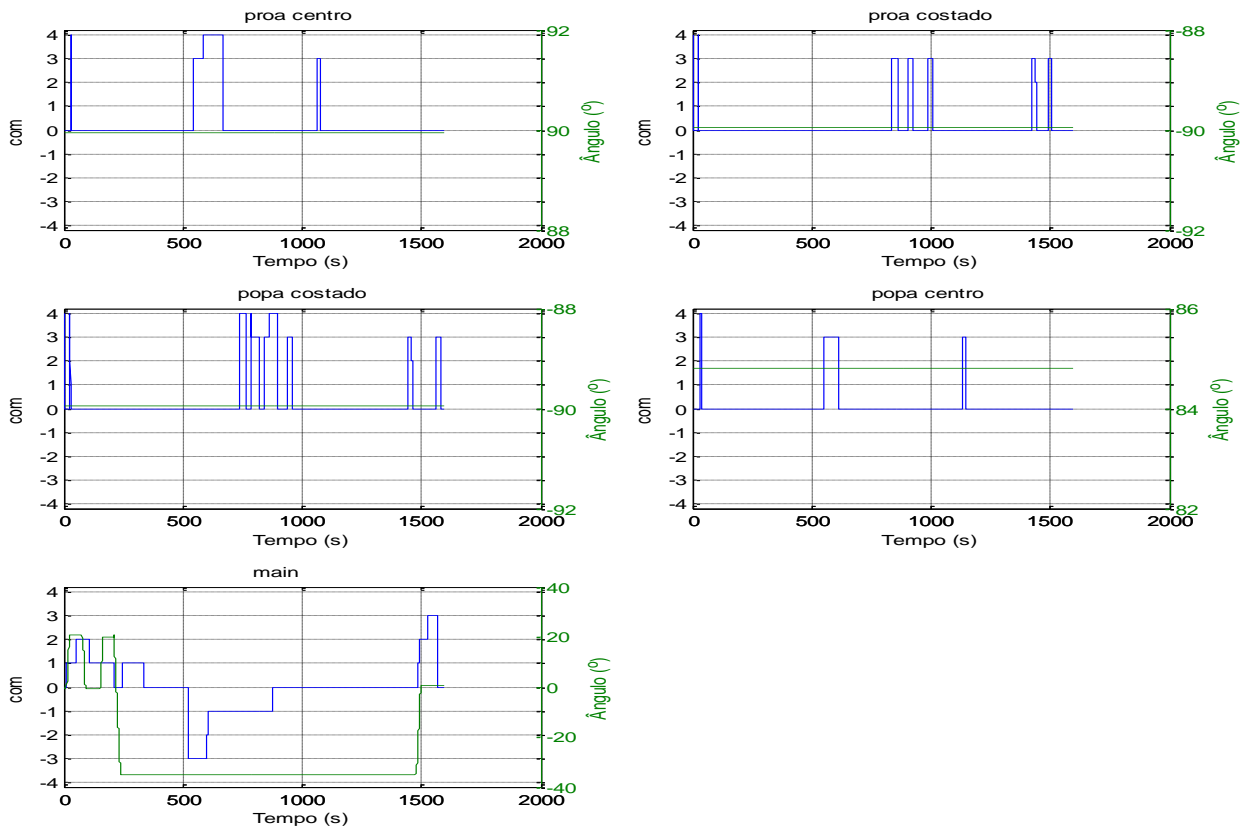 proa centro
4
3
2
1
0
-1
-2
-3
-4
com
92
90
88
Ângulo (º)
0 500 1000 1500 2000
Tempo (s)
proa costado
4
3
2
1
0
-1
-2
-3
-4
com
-88
-90
-92
Ângulo (º)
0 500 1000 1500 2000
Tempo (s)
popa costado
4
3
2
1
0
-1
-2
-3
-4
com
-88
-90
-92
Ângulo (º)
0 500 1000 1500 2000
Tempo (s)
popa centro
4
3
2
1
0
-1
-2
-3
-4
com
86
84
82
Ângulo (º)
0 500 1000 1500 2000
Tempo (s)
main
4
3
2
1
0
-1
-2
-3
-4
com
40
20
0
-20
-40
Ângulo (º)
0 500 1000 1500 2000
Tempo (s)